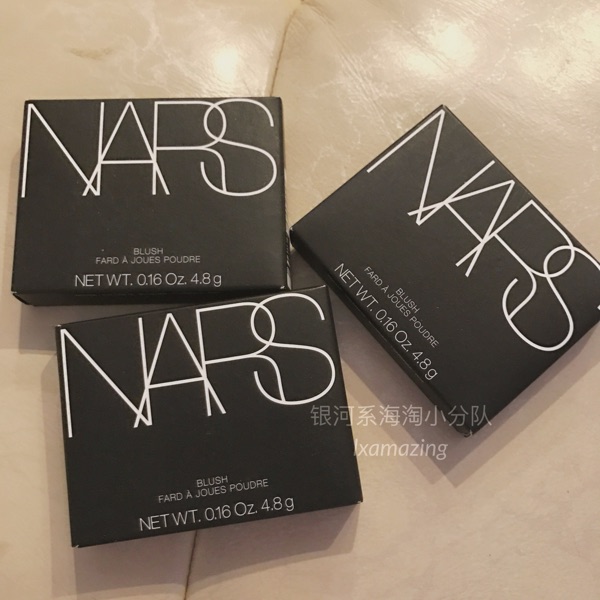 NARS
BLUSH
FARD À JOUES POUDRE
NET WT. 0.16 Oz. 4.8 g
NARS
BLUSH
FARD À JOUES POUDRE
NET WT. 0.16 Oz. 4.8 g
NARS
BLUSH
FARD À JOUES POUDRE
NET WT. 0.16 Oz. 4.8 g
银河系海淘小分队
lxamazing